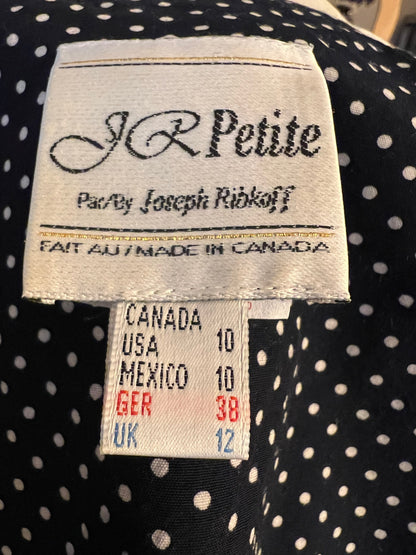 JR Petite
Par/By Joseph Ribkoff
FAIT AU/MADE IN CANADA
CANADA
USA 10
MEXICO 10
GER 38
UK 12